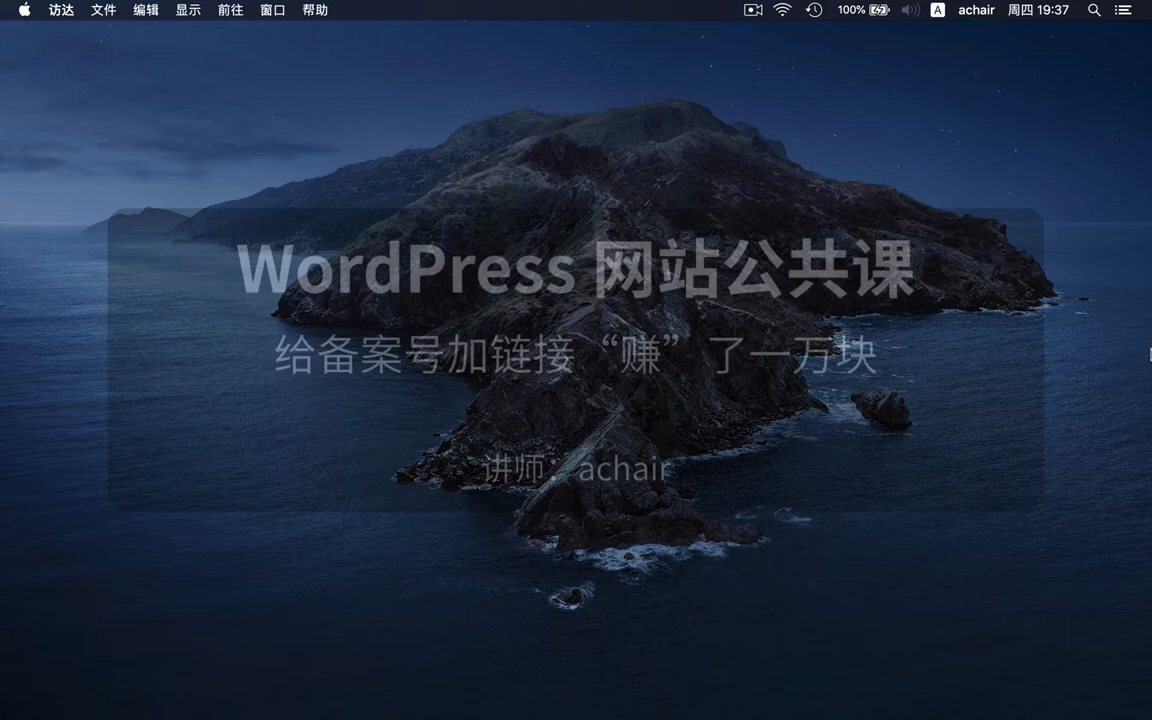 访达 文件 编辑 显示 前往 窗口 帮助 100% A achair 周四 19:37
WordPress 网站公共课
给备案号加链接“赚”了一万块
讲师：achair